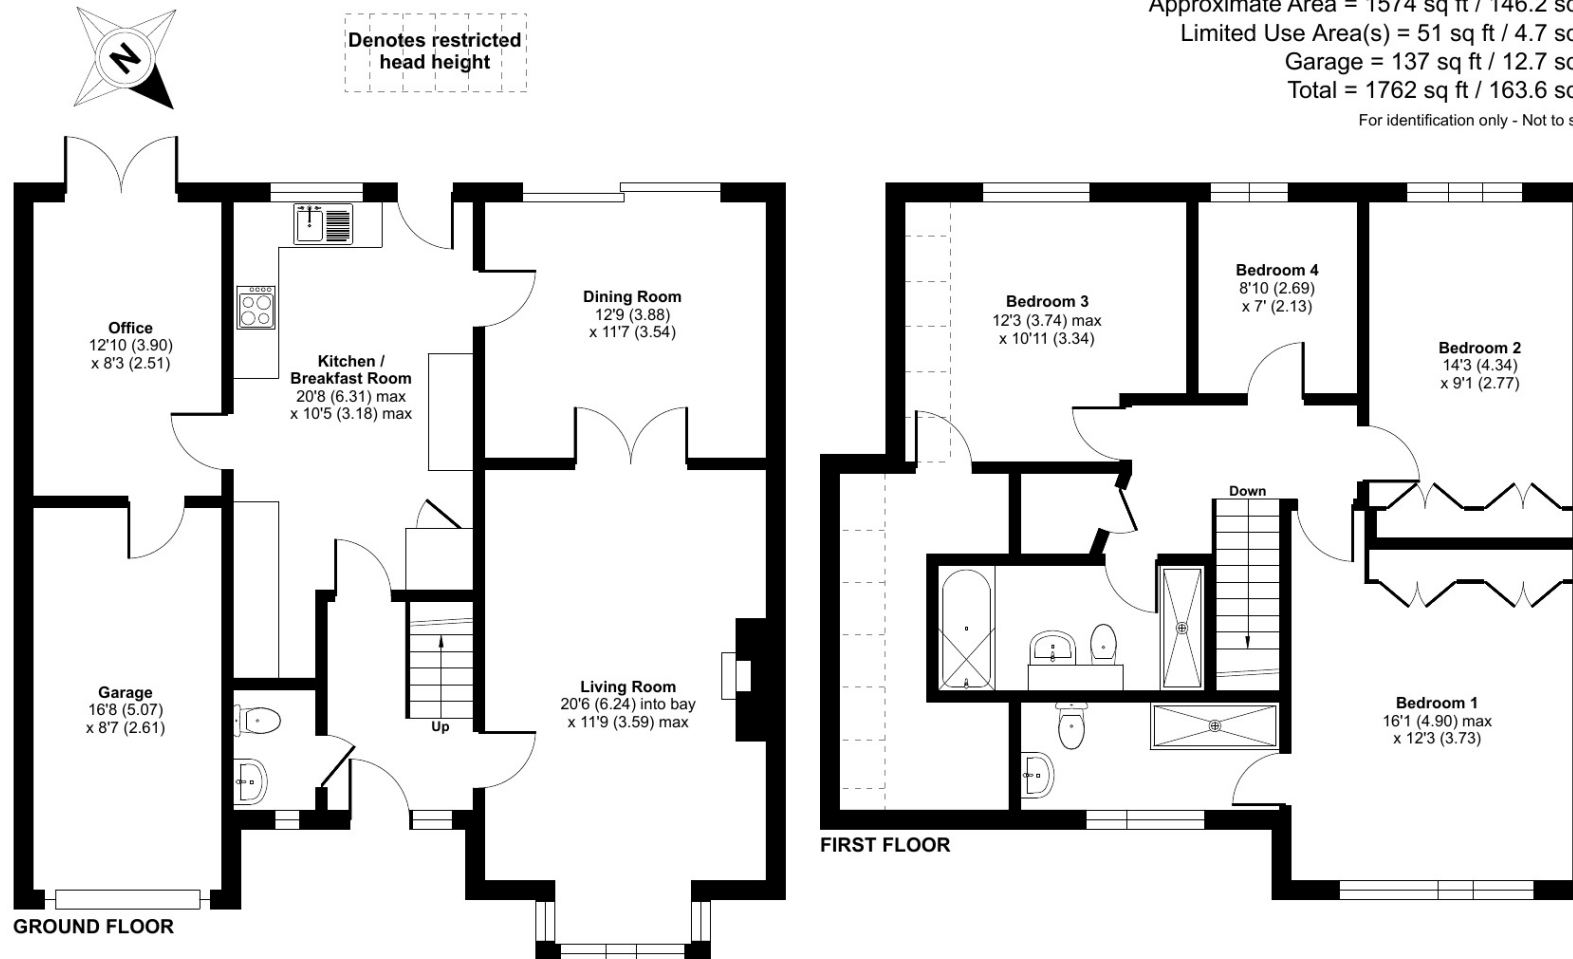 N
Denotes restricted
head height
Approximate Area = 1574 sq ft / 146.2
Limited Use Area(s) = 51 sq ft / 4.7
Garage = 137 sq ft / 12.7
Total = 1762 sq ft / 163.6
For identification only - Not to
Office
12'10 (3.90)
x 8'3 (2.51)
Kitchen /
Breakfast Room
20'8 (6.31) max
x 10'5 (3.18) max
Dining Room
12'9 (3.88)
x 11'7 (3.54)
Garage
16'8 (5.07)
x 8'7 (2.61)
Up
Living Room
20'6 (6.24) into bay
x 11'9 (3.59) max
GROUND FLOOR
Bedroom 3
12'3 (3.74) max
x 10'11 (3.34)
Bedroom 4
8'10 (2.69)
x 7' (2.13)
Bedroom 2
14'3 (4.34)
x 9'1 (2.77)
Down
Bedroom 1
16'1 (4.90) max
x 12'3 (3.73)
FIRST FLOOR